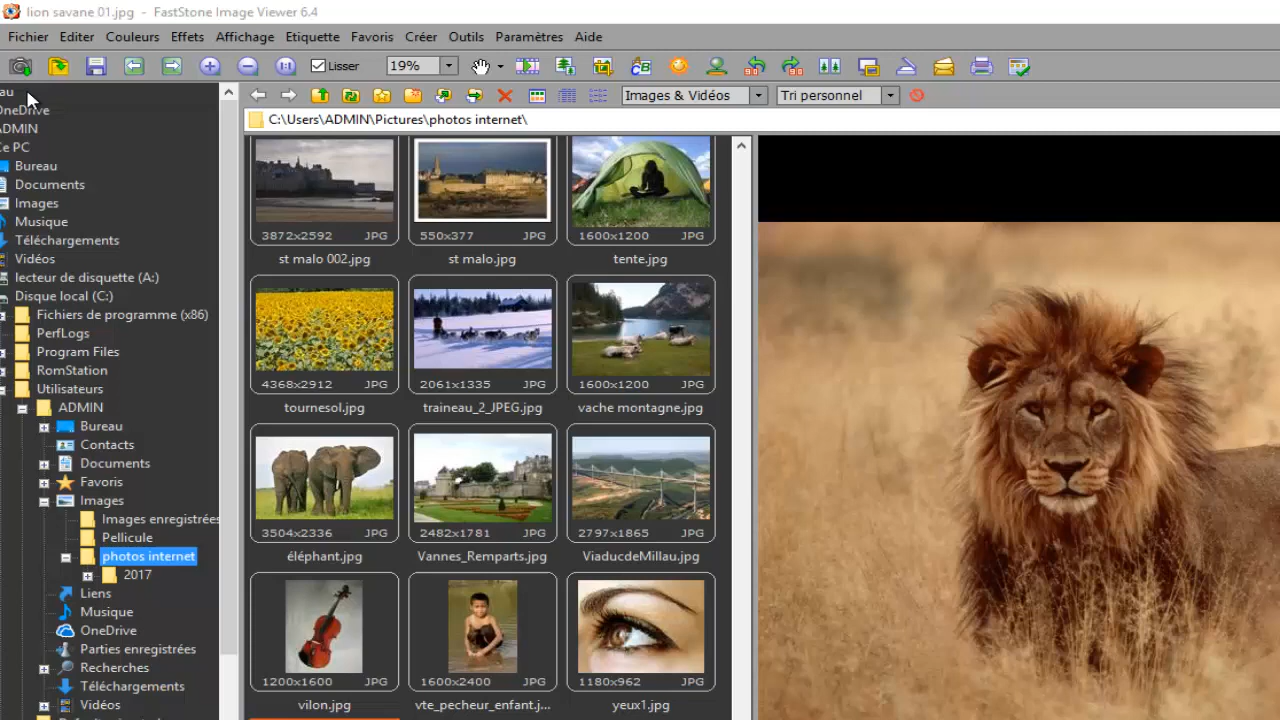 lion savane 01.jpg - FastStone Image Viewer 6.4
Fichier Editer Couleurs Effets Affichage Etiquette Favoris Créer Outils Paramètres Aide
Lisser 19%
Images & Vidéos Tri personnel
C:\Users\ADMIN\Pictures\photos internet\
au
OneDrive
ADMIN
Ce PC
Bureau
Documents
Images
Musique
Téléchargements
Vidéos
lecteur de disquette (A:)
Disque local (C:)
Fichiers de programme (x86)
PerfLogs
Program Files
RomStation
Utilisateurs
ADMIN
Bureau
Contacts
Documents
Favoris
Images
Images enregistrées
Pellicule
photos internet
2017
Liens
Musique
OneDrive
Parties enregistrées
Recherches
Téléchargements
Vidéos
3872x2592 JPG 550x377 JPG 1600x1200 JPG
st malo 002.jpg st malo.jpg tente.jpg
4368x2912 JPG 2061x1335 JPG 1600x1200 JPG
tournesol.jpg traineau_2_JPEG.jpg vache montagne.jpg
3504x2336 JPG 2482x1781 JPG 2797x1865 JPG
éléphant.jpg Vannes_Remparts.jpg ViaducdeMillau.jpg
1200x1600 JPG 1600x2400 JPG 1180x962 JPG
vilon.jpg vte_pecheur_enfant.j... yeux1.jpg